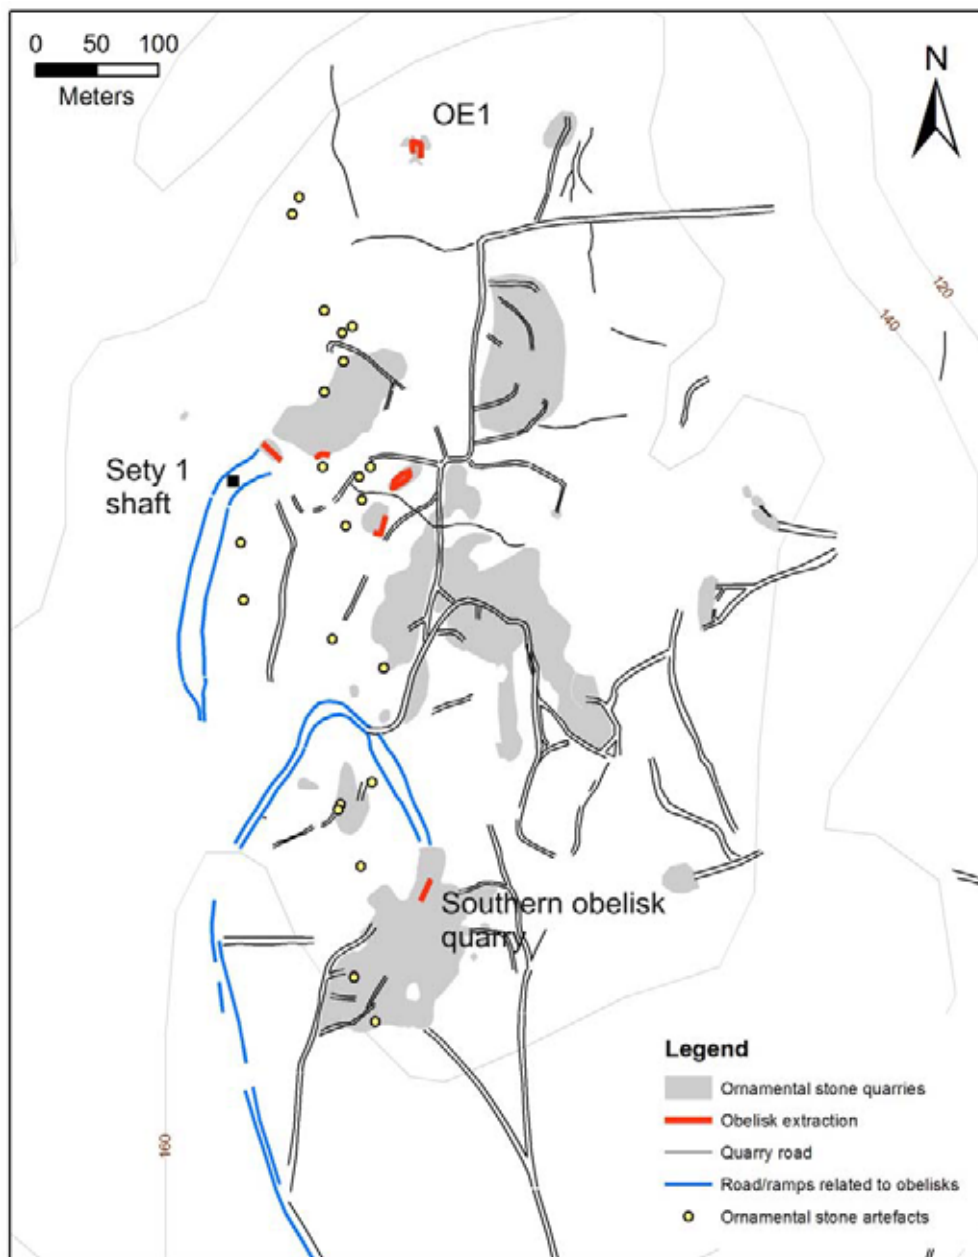 0 50 100
Meters
N
OE1
120
140
Sety 1
shaft
Southern obelisk
quarry
160
Legend
Ornamental stone quarries
Obelisk extraction
Quarry road
Road/ramps related to obelisks
Ornamental stone artefacts